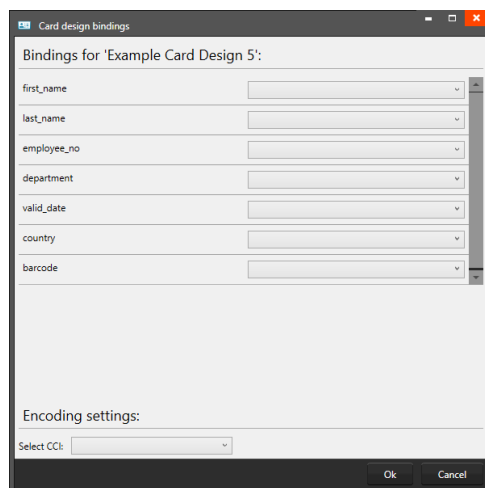 Card design bindings
Bindings for 'Example Card Design 5':
first_name
last_name
employee_no
department
valid_date
country
barcode
Encoding settings:
Select CCI:
Ok Cancel